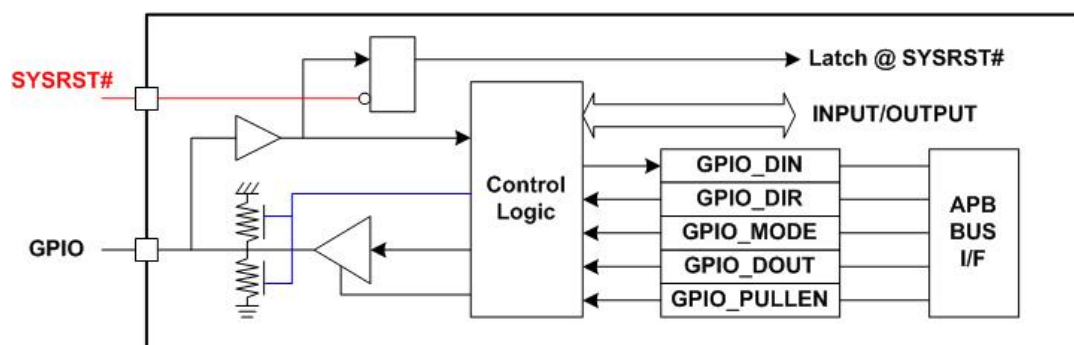 SYSRST#
Latch @ SYSRST#
INPUT/OUTPUT
GPIO
Control
Logic
GPIO_DIN
GPIO_DIR
GPIO_MODE
GPIO_DOUT
GPIO_PULLEN
APB
BUS
I/F